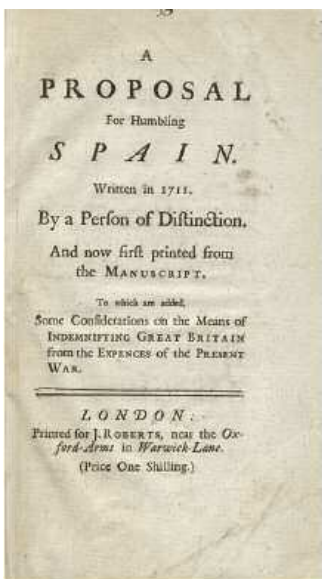 A
PROPOSAL
For Humbling
SPAIN.
Written in 1711.
By a Perſon of Diſtinction.
And now firſt printed from
the MANUSCRIPT.
To which are added,
Some Conſiderations on the Means of
INDEMNIFYING GREAT BRITAIN
from the EXPENCES of the PRESENT
WAR.
LONDON:
Printed for J. ROBERTS, near the Ox-
ford-Arms in Warwick-Lane.
(Price One Shilling.)